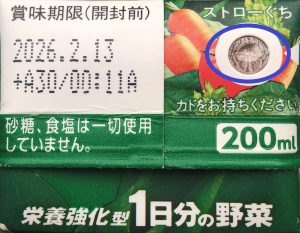 賞味期限(開封前)
2026.2.13
+A30/09:11A
ストローぐち
カドをお持ちください
砂糖、食塩は一切使用
していません。
200ml
栄養強化型1日分の野菜